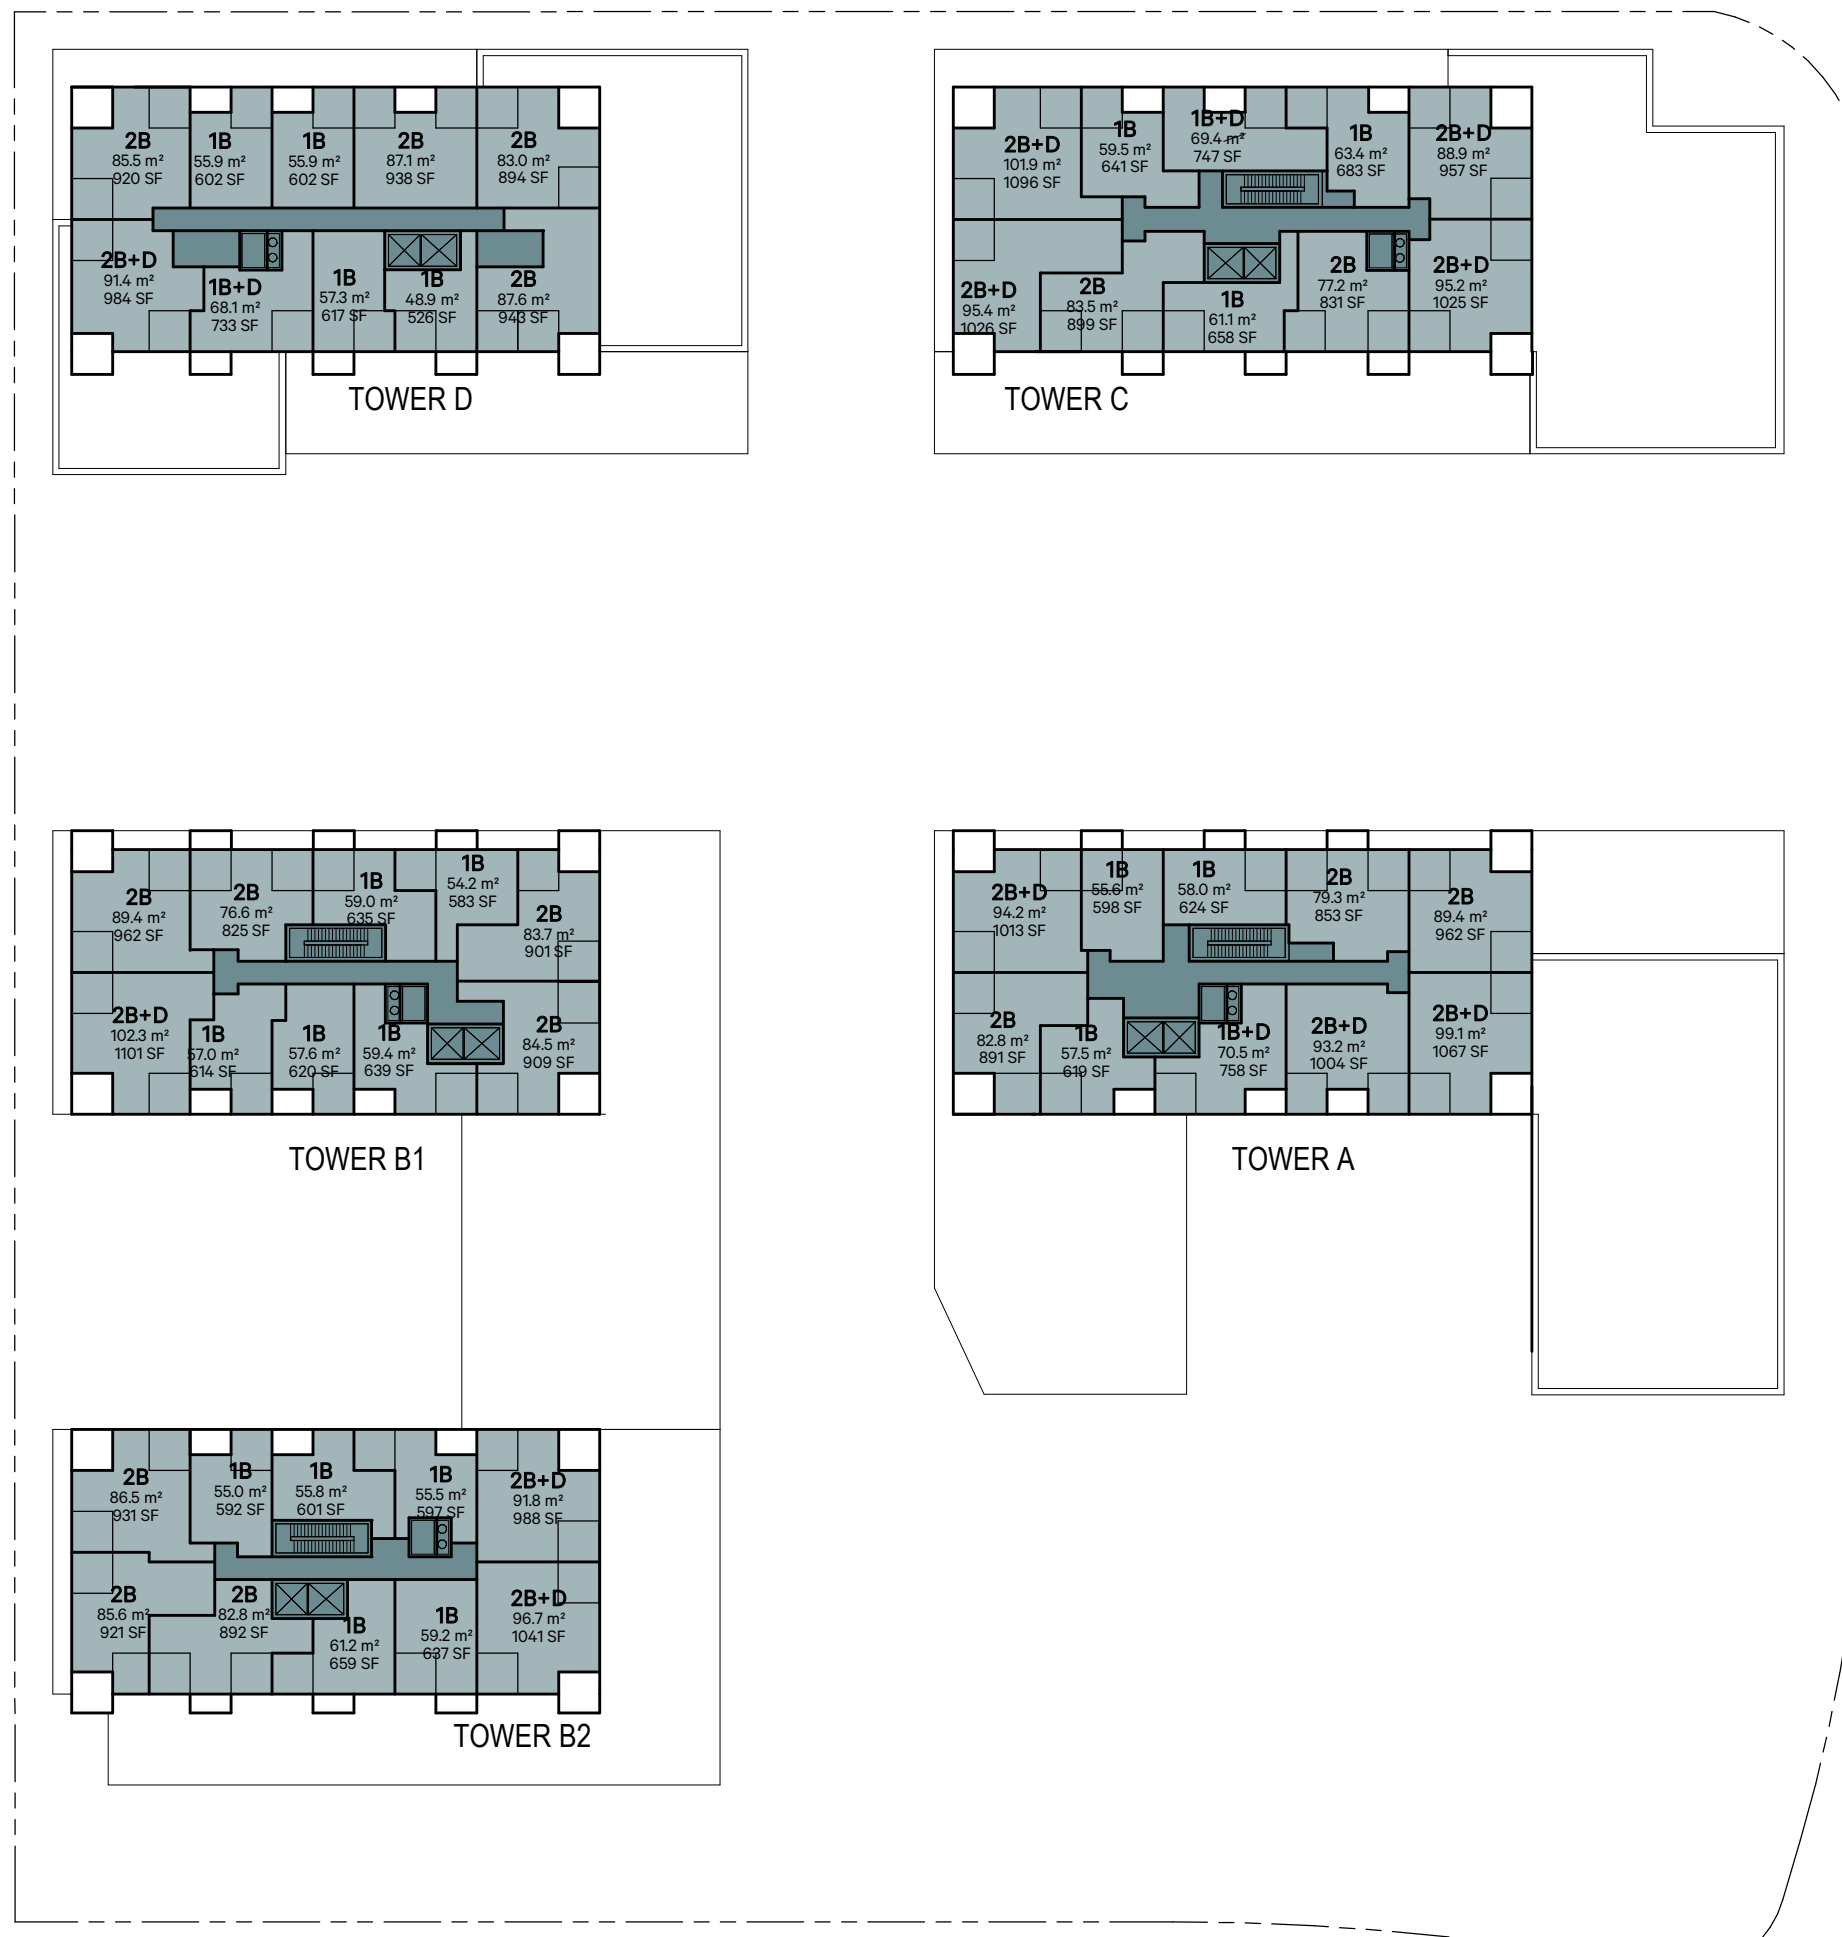 2B
85.5 m²
920 SF
1B
55.9 m²
602 SF
1B
55.9 m²
602 SF
2B
87.1 m²
938 SF
2B
83.0 m²
894 SF
2B+D
91.4 m²
984 SF
1B+D
68.1 m²
733 SF
1B
57.3 m²
617 SF
1B
48.9 m²
526 SF
2B
87.6 m²
943 SF
TOWER D
2B+D
101.9 m²
1096 SF
1B
59.5 m²
641 SF
1B+D
69.4 m²
747 SF
1B
63.4 m²
683 SF
2B+D
88.9 m²
957 SF
2B+D
95.4 m²
1026 SF
2B
83.5 m²
899 SF
1B
61.1 m²
658 SF
2B
77.2 m²
831 SF
2B+D
95.2 m²
1025 SF
TOWER C
2B
89.4 m²
962 SF
2B
76.6 m²
825 SF
1B
59.0 m²
635 SF
1B
54.2 m²
583 SF
2B
83.7 m²
901 SF
2B+D
102.3 m²
1101 SF
1B
57.0 m²
614 SF
1B
57.6 m²
620 SF
1B
59.4 m²
639 SF
2B
84.5 m²
909 SF
TOWER B1
2B+D
94.2 m²
1013 SF
1B
55.6 m²
598 SF
1B
58.0 m²
624 SF
2B
79.3 m²
853 SF
2B
89.4 m²
962 SF
2B
82.8 m²
891 SF
1B
57.5 m²
619 SF
1B+D
70.5 m²
758 SF
2B+D
93.2 m²
1004 SF
2B+D
99.1 m²
1067 SF
TOWER A
2B
86.5 m²
931 SF
1B
55.0 m²
592 SF
1B
55.8 m²
601 SF
1B
55.5 m²
597 SF
2B+D
91.8 m²
988 SF
2B
85.6 m²
921 SF
2B
82.8 m²
892 SF
1B
61.2 m²
659 SF
1B
59.2 m²
637 SF
2B+D
96.7 m²
1041 SF
TOWER B2